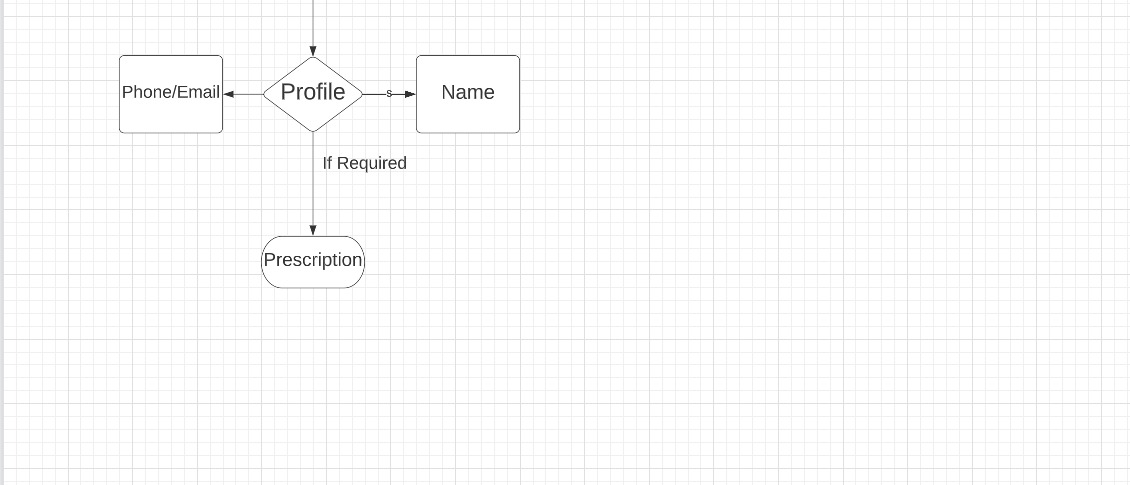 Phone/Email
Profile
s
Name
If Required
Prescription